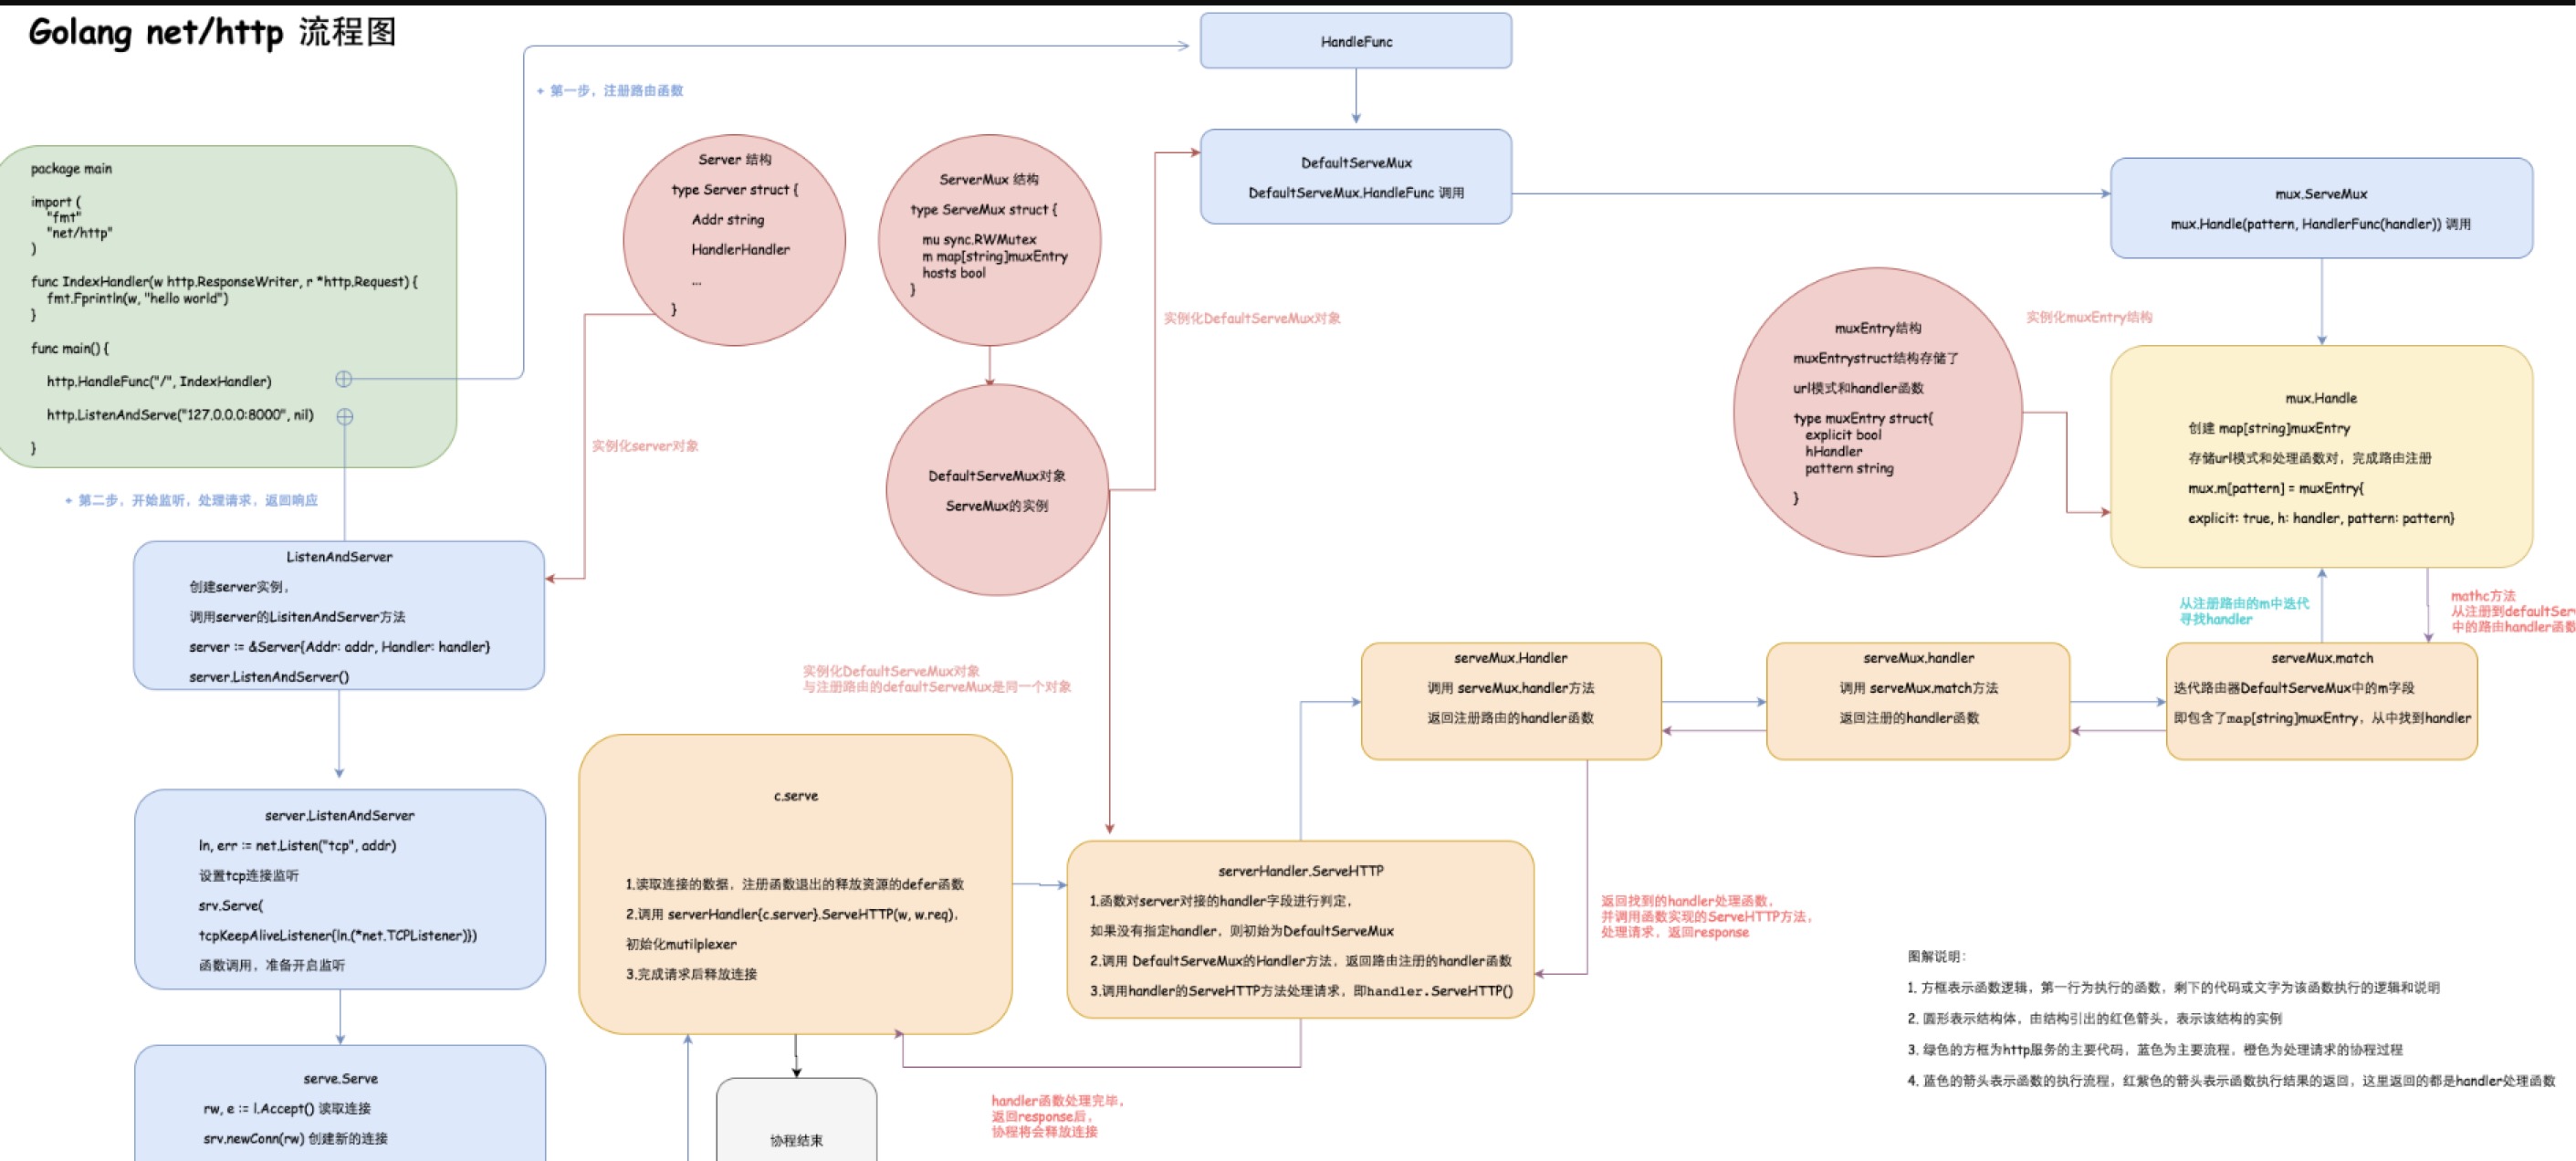 Golang net/http 流程图
HandleFunc
+ 第一步，注册路由函数
package main
import (
"fmt"
"net/http"
)
func IndexHandler(w http.ResponseWriter, r *http.Request) {
fmt.Fprintln(w, "hello world")
}
func main() {
http.HandleFunc("/", IndexHandler)
http.ListenAndServe("127.0.0.0:8000", nil)
}
Server 结构
type Server struct {
Addr string
HandlerHandler
...
}
ServerMux 结构
type ServeMux struct {
mu sync.RWMutex
m map[string]muxEntry
hosts bool
}
DefaultServeMux
DefaultServeMux.HandleFunc 调用
mux.ServeMux
mux.Handle(pattern, HandlerFunc(handler)) 调用
实例化DefaultServeMux对象
实例化muxEntry结构
muxEntry结构
muxEntrystruct结构存储了
url模式和handler函数
type muxEntry struct{
explicit bool
hHandler
pattern string
}
mux.Handle
创建 map[string]muxEntry
存储url模式和处理函数对，完成路由注册
mux.m[pattern] = muxEntry{
explicit: true, h: handler, pattern: pattern}
实例化server对象
DefaultServeMux对象
ServeMux的实例
+ 第二步，开始监听，处理请求，返回响应
ListenAndServer
创建server实例，
调用server的LisitenAndServer方法
server := &Server{Addr: addr, Handler: handler}
server.ListenAndServer()
从注册路由的m中迭代
寻找handler
mathc方法
从注册到defaultSer
中的路由handler函数
实例化DefaultServeMux对象
与注册路由的defaultServeMux是同一个对象
serveMux.Handler
调用 serveMux.handler方法
返回注册路由的handler函数
serveMux.handler
调用 serveMux.match方法
返回注册的handler函数
serveMux.match
迭代路由器DefaultServeMux中的m字段
即包含了map[string]muxEntry，从中找到handler
server.ListenAndServer
ln, err := net.Listen("tcp", addr)
设置tcp连接监听
srv.Serve(
tcpKeepAliveListener{ln.(*net.TCPListener)})
函数调用，准备开启监听
c.serve
1.读取连接的数据，注册函数退出的释放资源的defer函数
2.调用 serverHandler{c.server}.ServeHTTP(w, w.req)，
初始化mutilplexer
3.完成请求后释放连接
serverHandler.ServeHTTP
1.函数对server对接的handler字段进行判定，
如果没有指定handler，则初始为DefaultServeMux
2.调用 DefaultServeMux的Handler方法，返回路由注册的handler函数
3.调用handler的ServeHTTP方法处理请求，即handler.ServeHTTP()
返回找到的handler处理函数，
并调用函数实现的ServeHTTP方法，
处理请求，返回response
图解说明：
1. 方框表示函数逻辑，第一行为执行的函数，剩下的代码或文字为该函数执行的逻辑和说明
2. 圆形表示结构体，由结构引出的红色箭头，表示该结构的实例
3. 绿色的方框为http服务的主要代码，蓝色为主要流程，橙色为处理请求的协程过程
4. 蓝色的箭头表示函数的执行流程，红紫色的箭头表示函数执行结果的返回，这里返回的都是handler处理函数
serve.Serve
rw, e := l.Accept() 读取连接
srv.newConn(rw) 创建新的连接
协程结束
handler函数处理完毕，
返回response后，
协程将会释放连接